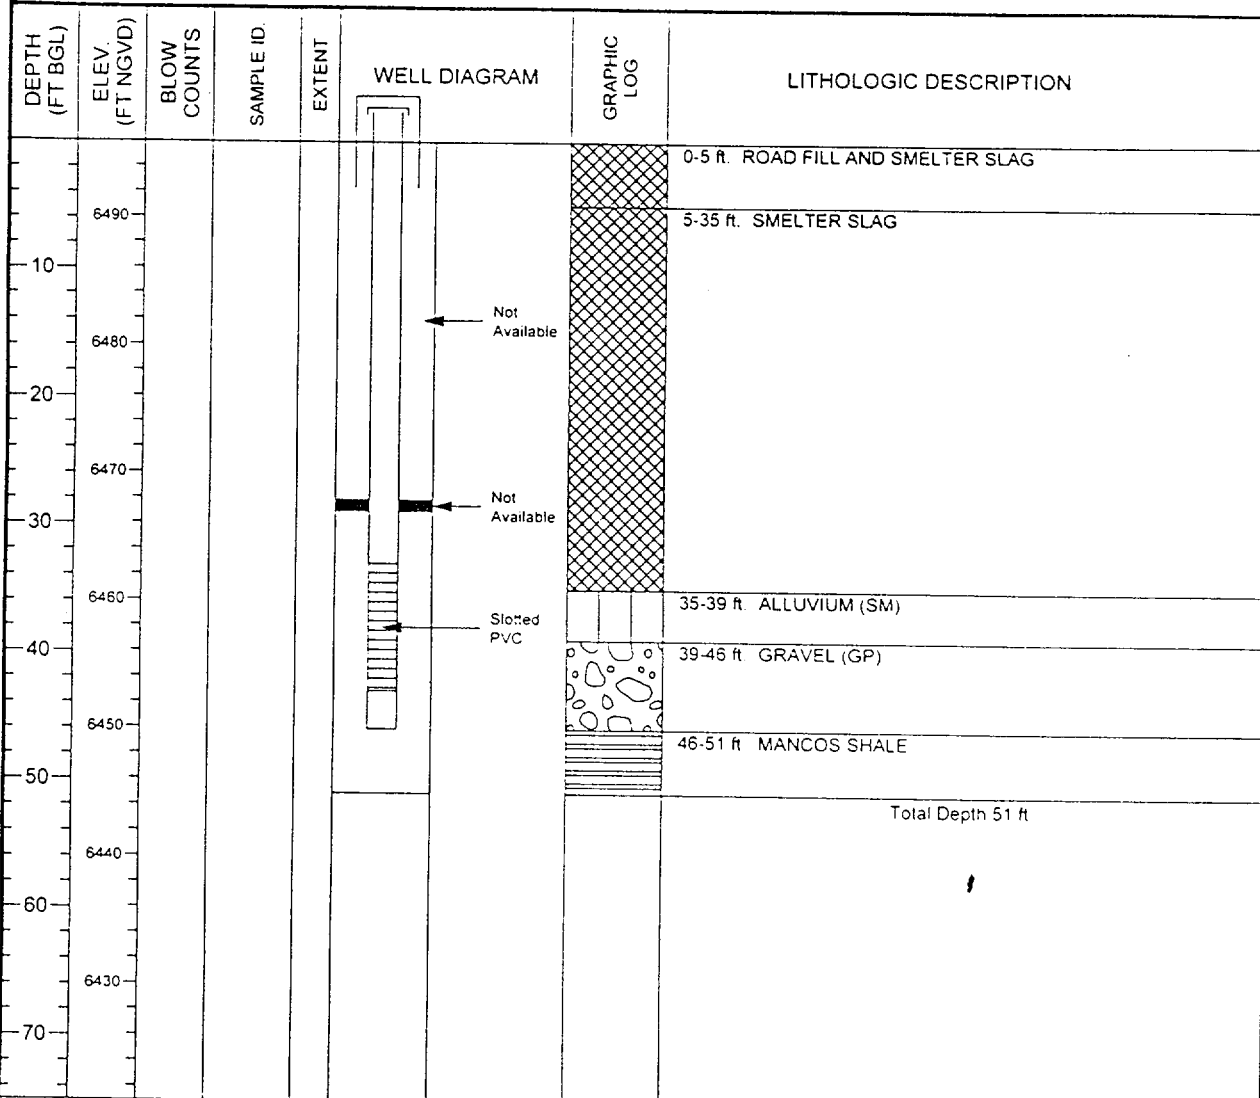 DEPTH
(FT BGL)
ELEV.
(FT NGVD)
BLOW
COUNTS
SAMPLE ID.
EXTENT
WELL DIAGRAM
GRAPHIC
LOG
LITHOLOGIC DESCRIPTION
0-5 ft. ROAD FILL AND SMELTER SLAG
6490
5-35 ft. SMELTER SLAG
10
Not
Available
6480
20
6470
Not
Available
30
6460
35-39 ft. ALLUVIUM (SM)
Slotted
PVC
40
39-46 ft. GRAVEL (GP)
6450
46-51 ft MANCOS SHALE
50
Total Depth 51 ft
6440
60
6430
70